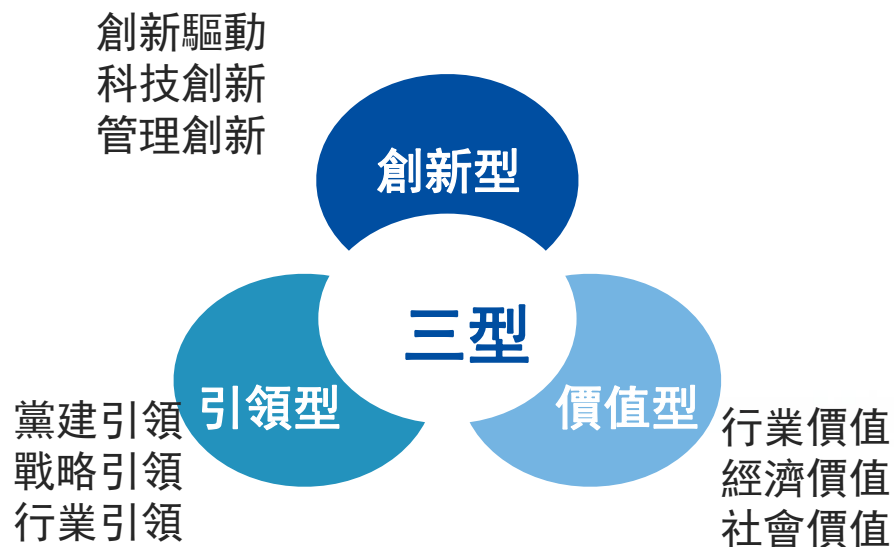 創新驅動
科技創新
管理創新
創新型
三型
引領型
價值型
黨建引領
戰略引領
行業引領
行業價值
經濟價值
社會價值